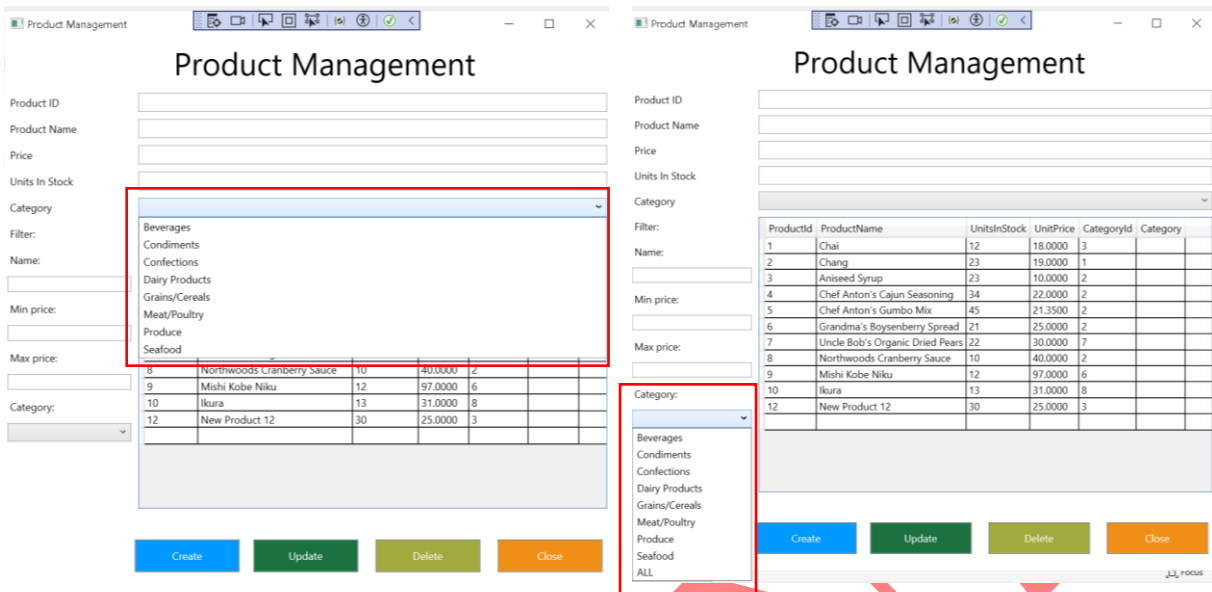 Product Management
Product Management
Product ID
Product Name
Price
Units In Stock
Category
Beverages
Condiments
Confections
Dairy Products
Grains/Cereals
Meat/Poultry
Produce
Seafood
Filter:
Name:
Min price:
Max price:
Category:
8 Northwoods Cranberry Sauce 10 40.0000 2
9 Mishi Kobe Niku 12 97.0000 6
10 Ikura 13 31.0000 8
12 New Product 12 30 25.0000 3
Create Update Delete Close
Product Management
Product Management
Product ID
Product Name
Price
Units In Stock
Category
Filter:
Name:
Min price:
Max price:
Category:
Beverages
Condiments
Confections
Dairy Products
Grains/Cereals
Meat/Poultry
Produce
Seafood
ALL
ProductId ProductName UnitsInStock UnitPrice CategoryId Category
1 Chai 12 18.0000 3
2 Chang 23 19.0000 1
3 Aniseed Syrup 23 10.0000 2
4 Chef Anton's Cajun Seasoning 34 22.0000 2
5 Chef Anton's Gumbo Mix 45 21.3500 2
6 Grandma's Boysenberry Spread 21 25.0000 2
7 Uncle Bob's Organic Dried Pears 22 30.0000 7
8 Northwoods Cranberry Sauce 10 40.0000 2
9 Mishi Kobe Niku 12 97.0000 6
10 Ikura 13 31.0000 8
12 New Product 12 30 25.0000 3
Create Update Delete Close
Focus